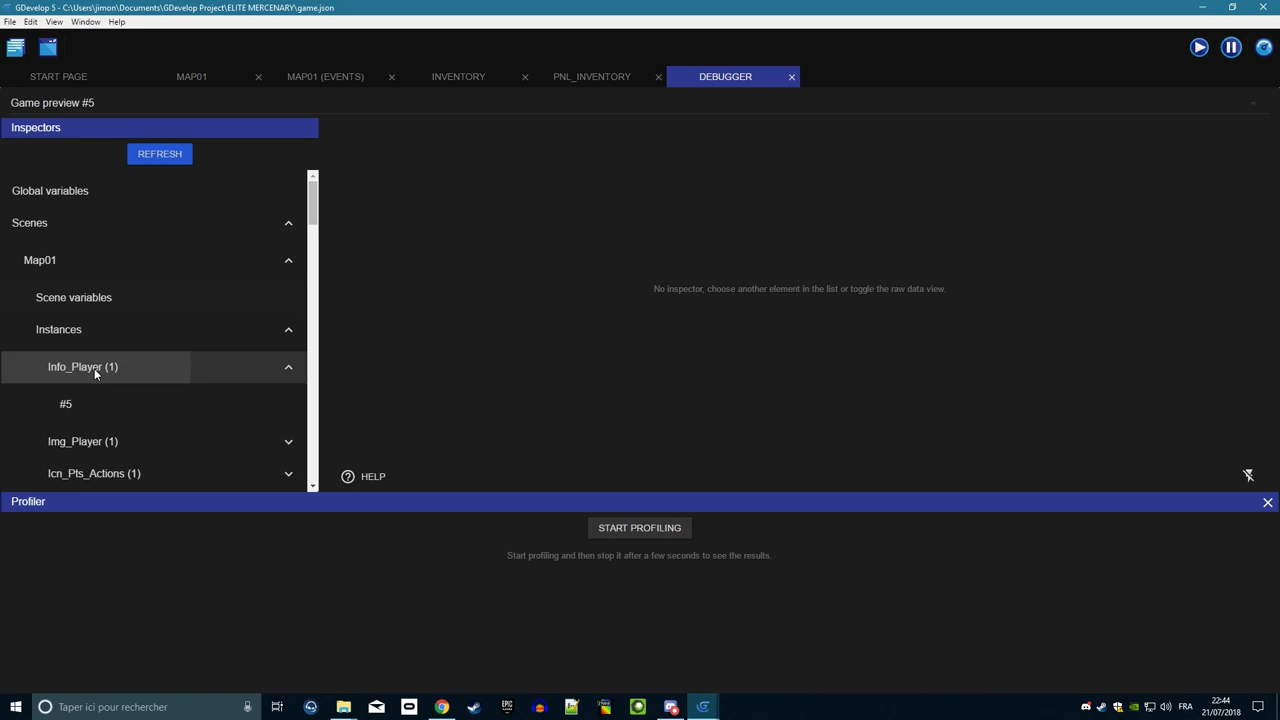 GDevelop 5 - C:\Users\jimon\Documents\GDevelop Project\ELITE MERCENARY\game.json
File Edit View Window Help
START PAGE MAP01 MAP01 (EVENTS) INVENTORY PNL_INVENTORY DEBUGGER
Game preview #5
Inspectors
REFRESH
Global variables
Scenes
Map01
Scene variables
Instances
Info_Player (1)
#5
Img_Player (1)
Icn_Pts_Actions (1)
No inspector, choose another element in the list or toggle the raw data view.
HELP
Profiler
START PROFILING
Start profiling and then stop it after a few seconds to see the results.
Taper ici pour rechercher
FRA
22:44
21/07/2018